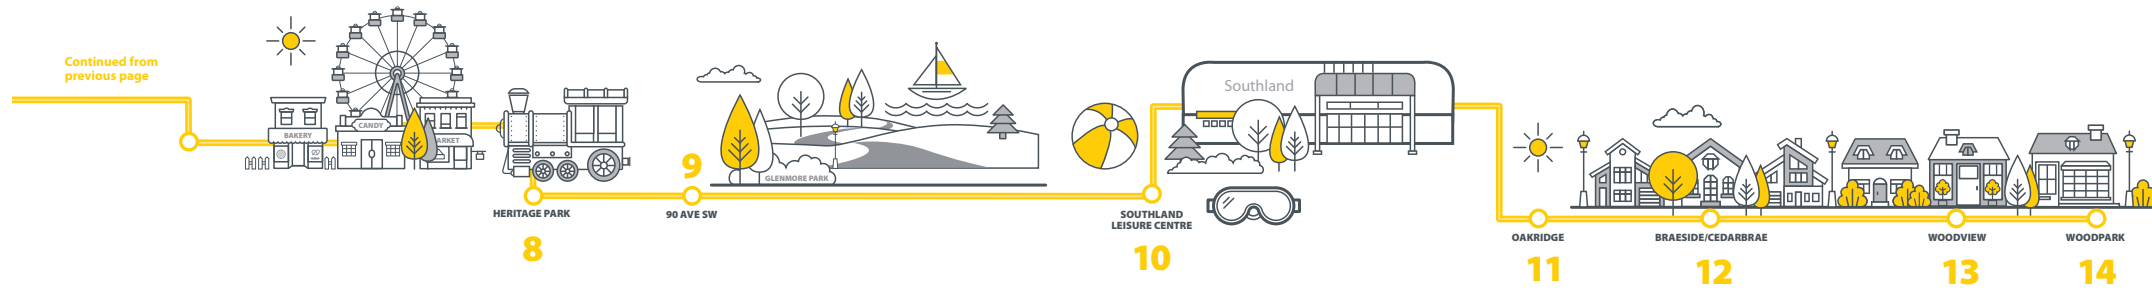 Continued from
previous page
BAKERY
CANDY
ARKET
HERITAGE PARK
8
9
90 AVE SW
GLENMORE PARK
SOUTHLAND
LEISURE CENTRE
10
Southland
OAKRIDGE
11
BRAESIDE/CEDARBRAE
12
WOODVIEW
13
WOODPARK
14